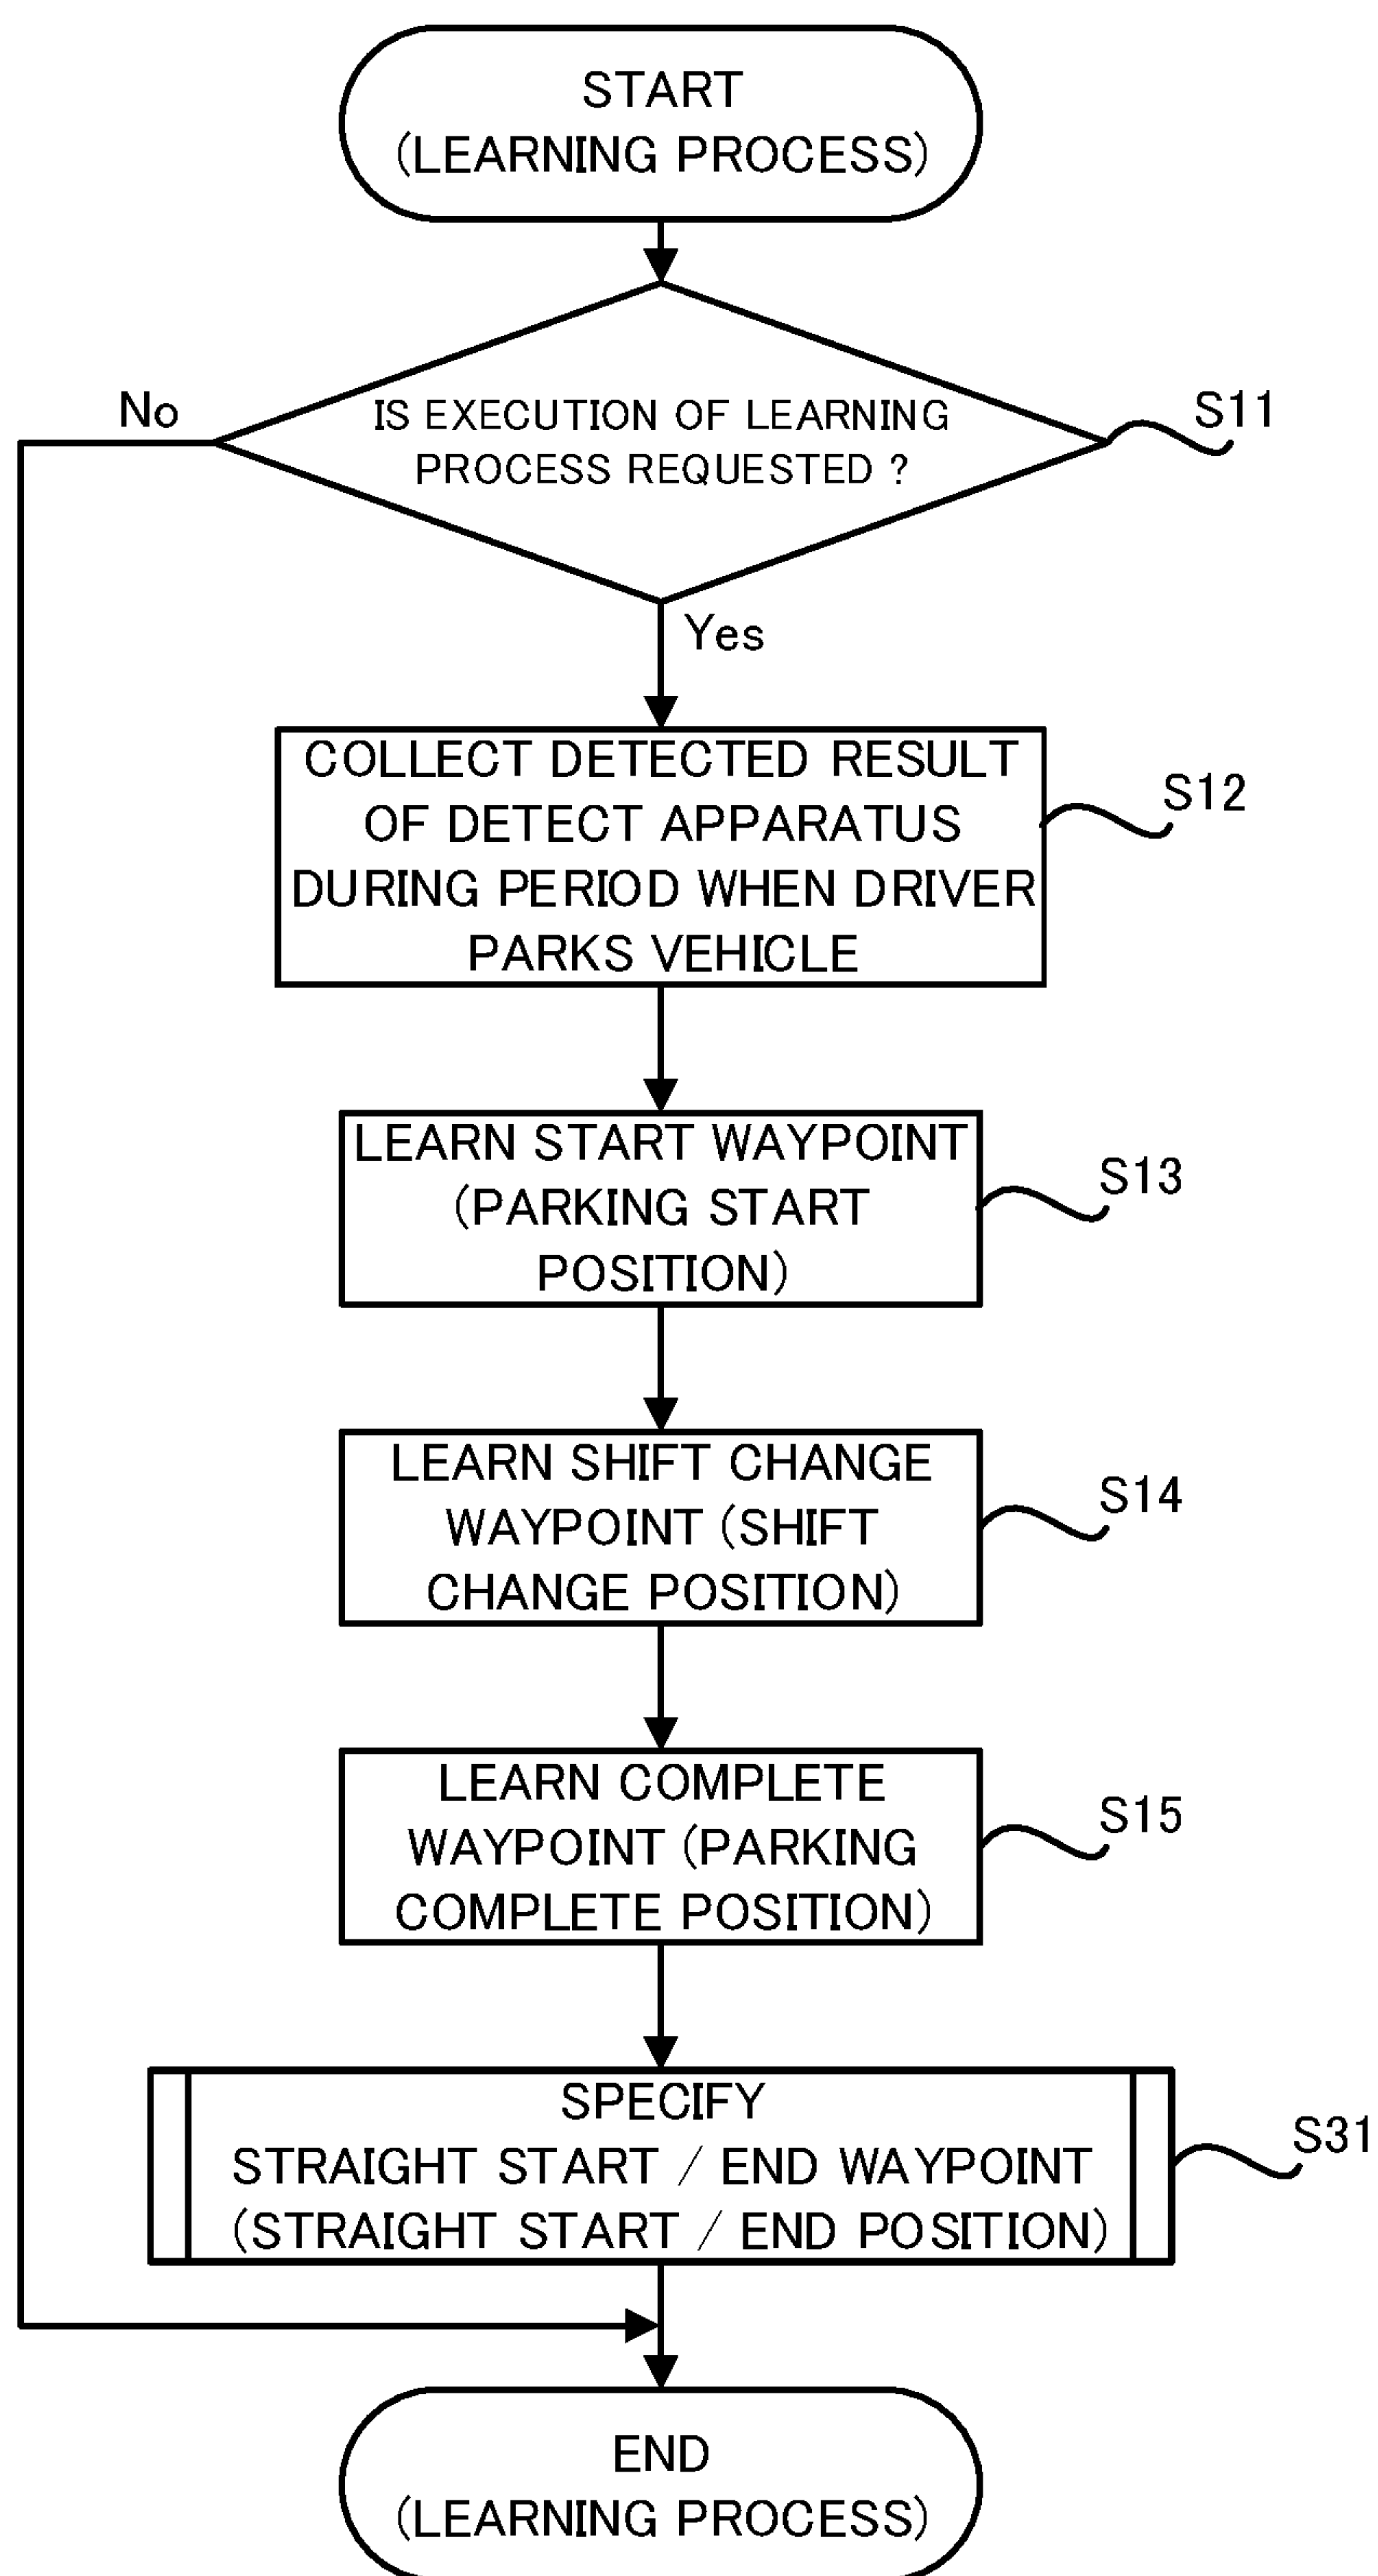 START
(LEARNING PROCESS)
No
IS EXECUTION OF LEARNING
PROCESS REQUESTED ?
S11
Yes
COLLECT DETECTED RESULT
OF DETECT APPARATUS
DURING PERIOD WHEN DRIVER
PARKS VEHICLE
S12
LEARN START WAYPOINT
(PARKING START
POSITION)
S13
LEARN SHIFT CHANGE
WAYPOINT (SHIFT
CHANGE POSITION)
S14
LEARN COMPLETE
WAYPOINT (PARKING
COMPLETE POSITION)
S15
SPECIFY
STRAIGHT START / END WAYPOINT
(STRAIGHT START / END POSITION)
S31
END
(LEARNING PROCESS)